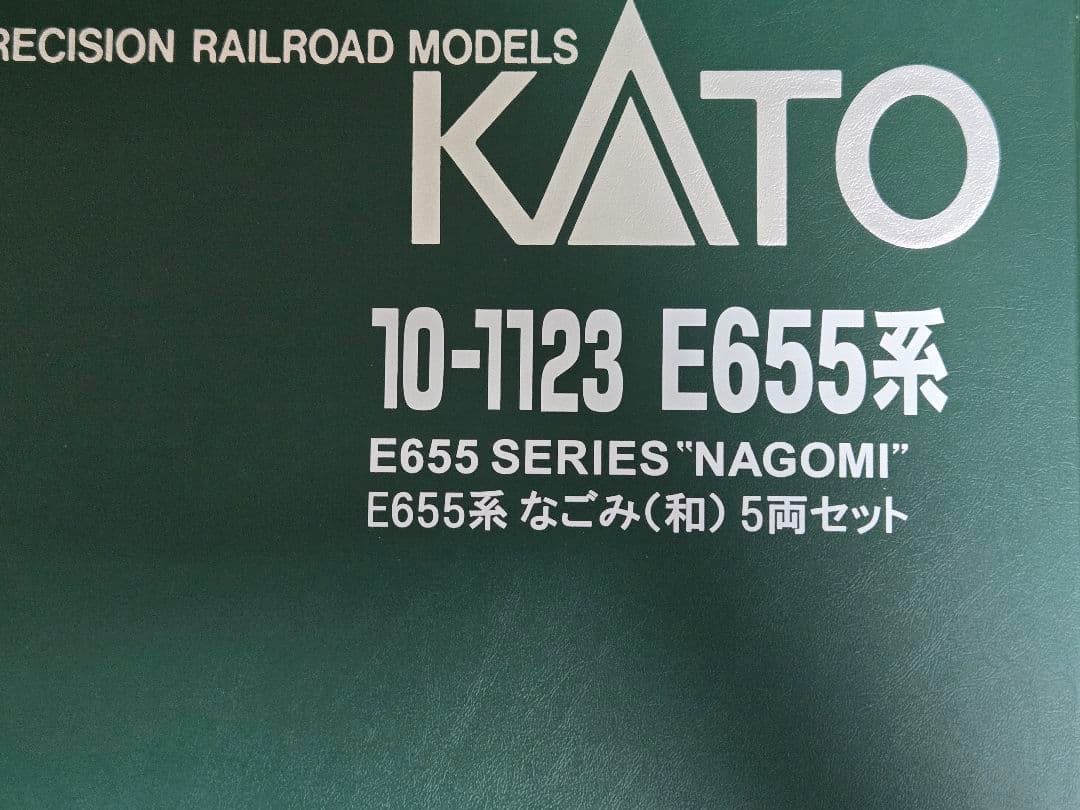 RECISION RAILROAD MODELS
KATO
10-1123 E655系
E655 SERIES "NAGOMI"
E655系 なごみ(和) 5両セット